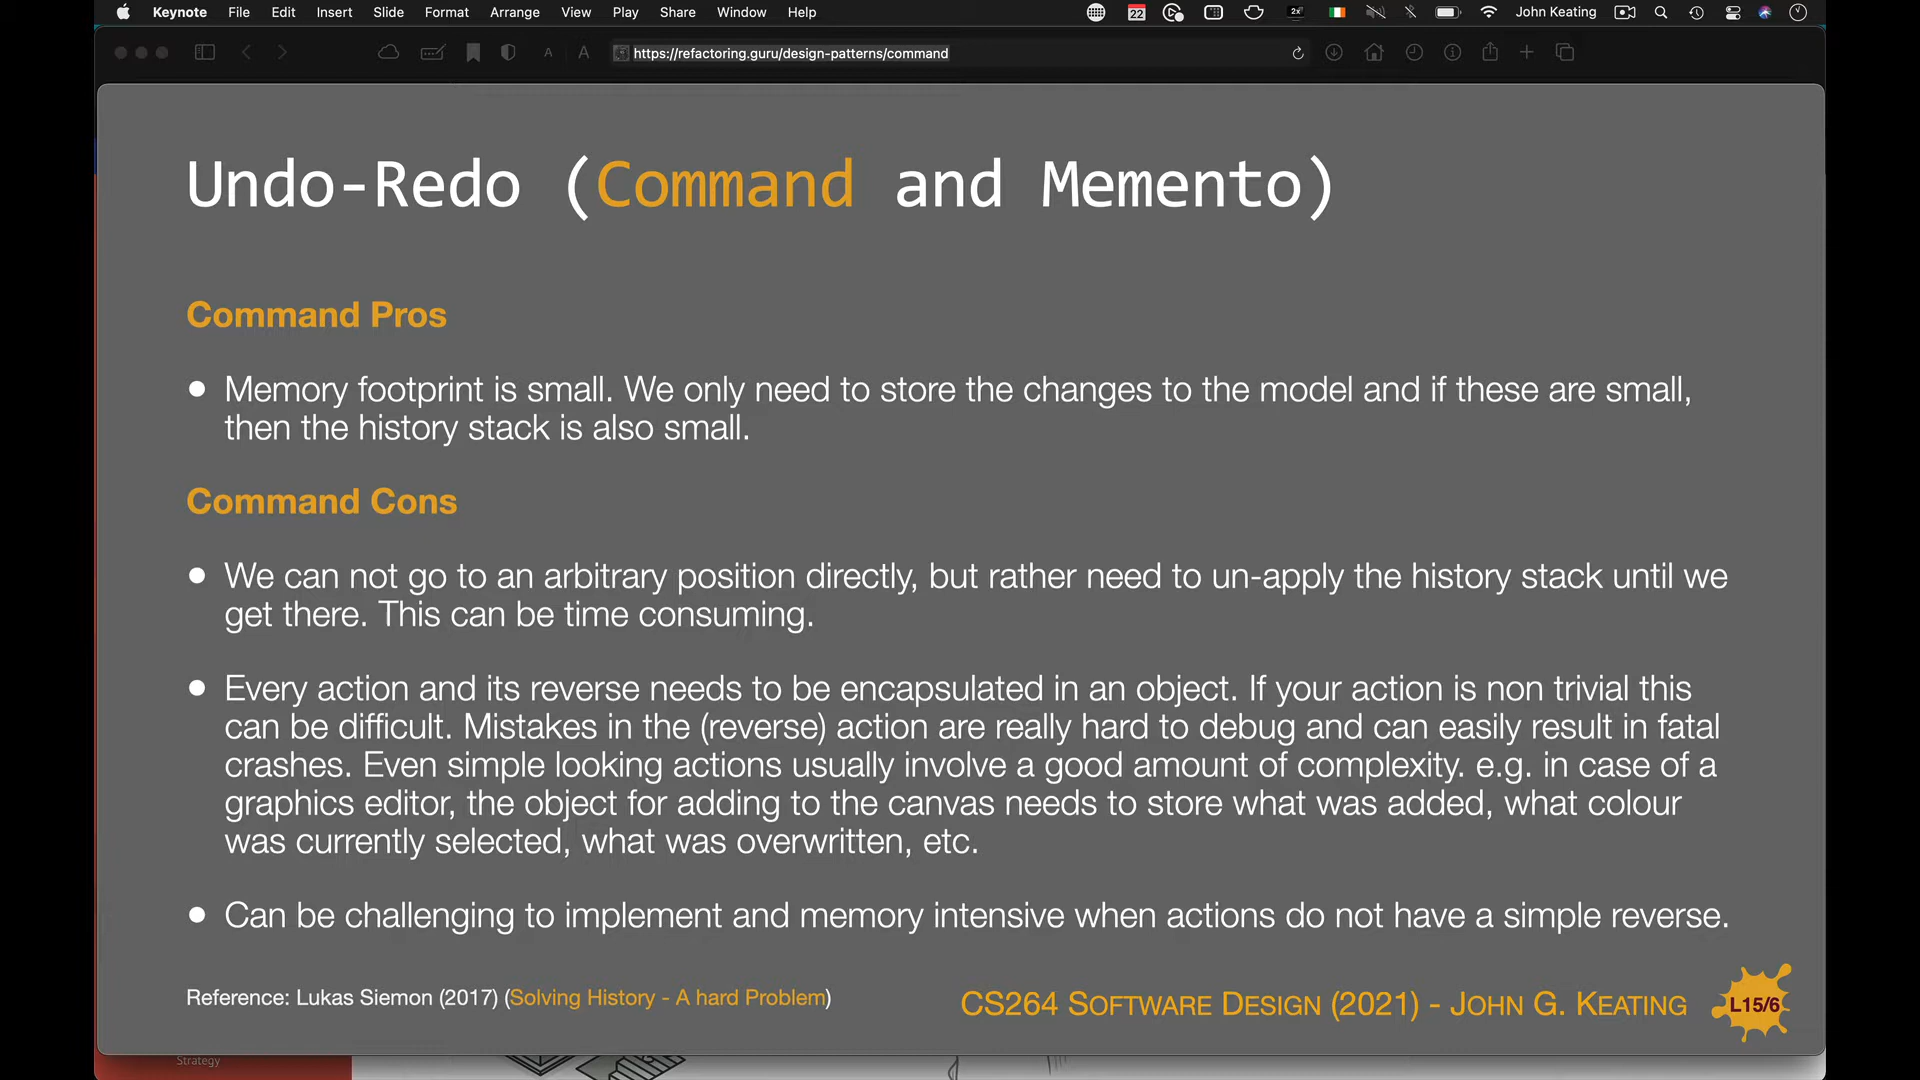 Keynote File Edit Insert Slide Format Arrange View Play Share Window Help 22 2x John Keating
A A https://refactoring.guru/design-patterns/command
Undo-Redo (Command and Memento)
Command Pros
• Memory footprint is small. We only need to store the changes to the model and if these are small,
then the history stack is also small.
Command Cons
• We can not go to an arbitrary position directly, but rather need to un-apply the history stack until we
get there. This can be time consuming.
• Every action and its reverse needs to be encapsulated in an object. If your action is non trivial this
can be difficult. Mistakes in the (reverse) action are really hard to debug and can easily result in fatal
crashes. Even simple looking actions usually involve a good amount of complexity. e.g. in case of a
graphics editor, the object for adding to the canvas needs to store what was added, what colour
was currently selected, what was overwritten, etc.
• Can be challenging to implement and memory intensive when actions do not have a simple reverse.
Reference: Lukas Siemon (2017) (Solving History - A hard Problem)
CS264 Software Design (2021) - John G. Keating
L15/6
Strategy